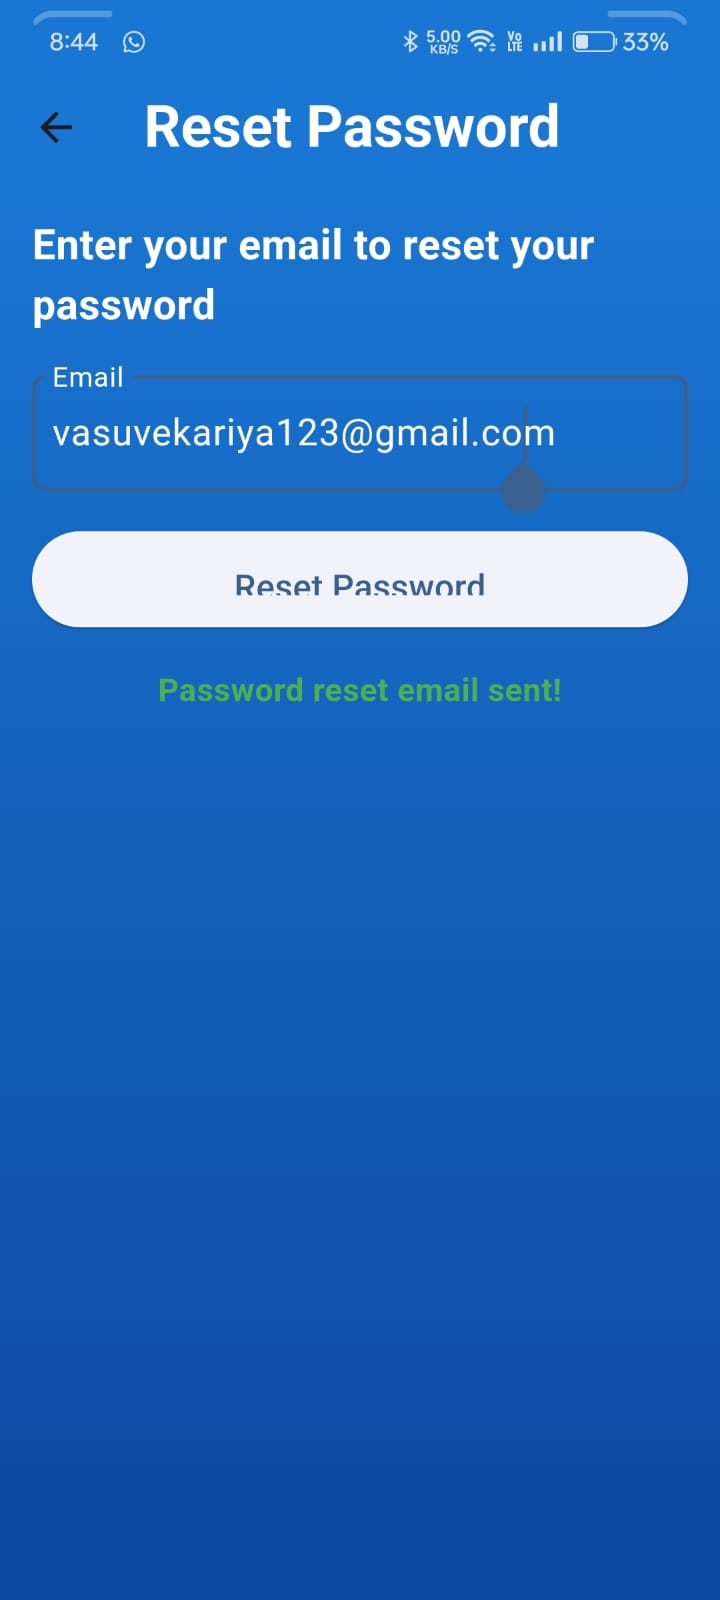 8:44 5.00 KB/S Vo LTE 33%
Reset Password
Enter your email to reset your
password
Email
vasuvekariya123@gmail.com
Reset Password
Password reset email sent!